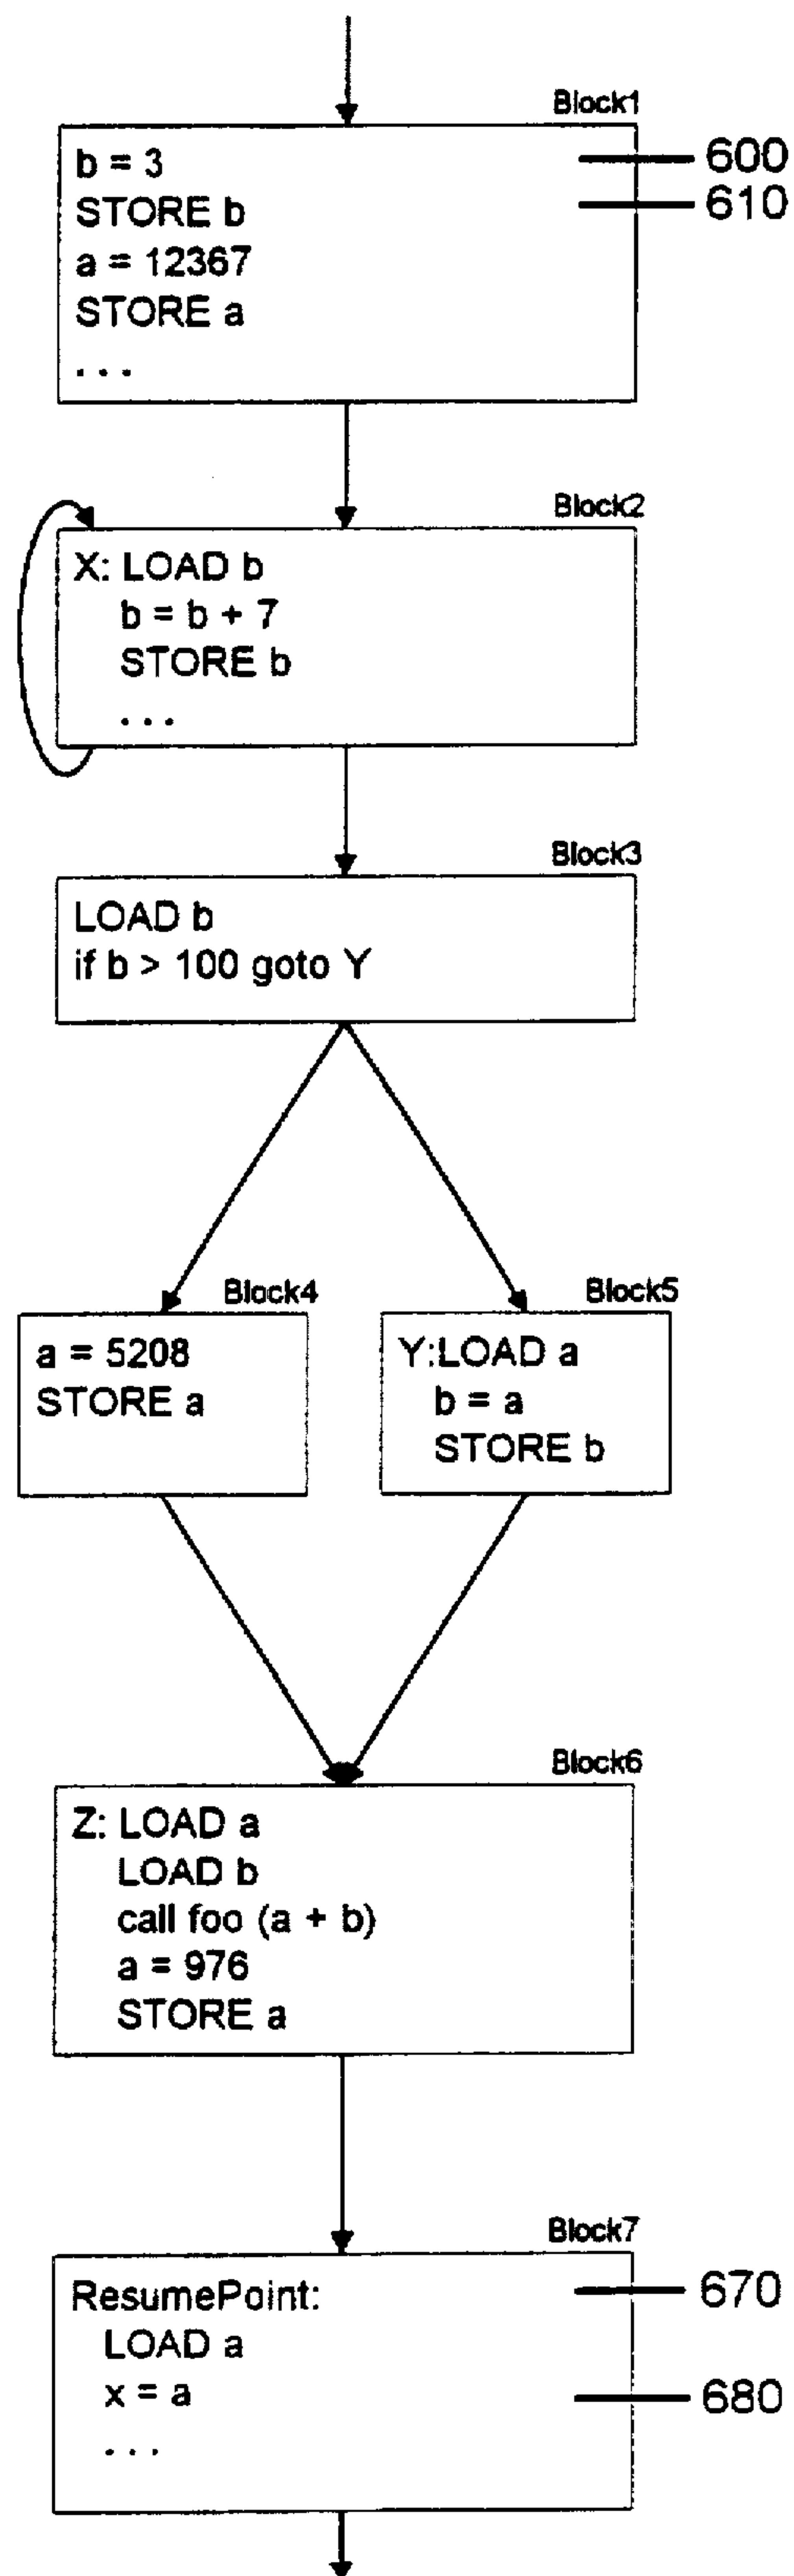 Block1
b = 3
600
STORE b
610
a = 12367
STORE a
. . .
Block2
X: LOAD b
b = b + 7
STORE b
. . .
Block3
LOAD b
if b > 100 goto Y
Block4
a = 5208
STORE a
Block5
Y:LOAD a
b = a
STORE b
Block6
Z: LOAD a
LOAD b
call foo (a + b)
a = 976
STORE a
Block7
ResumePoint:
670
LOAD a
x = a
680
. . .